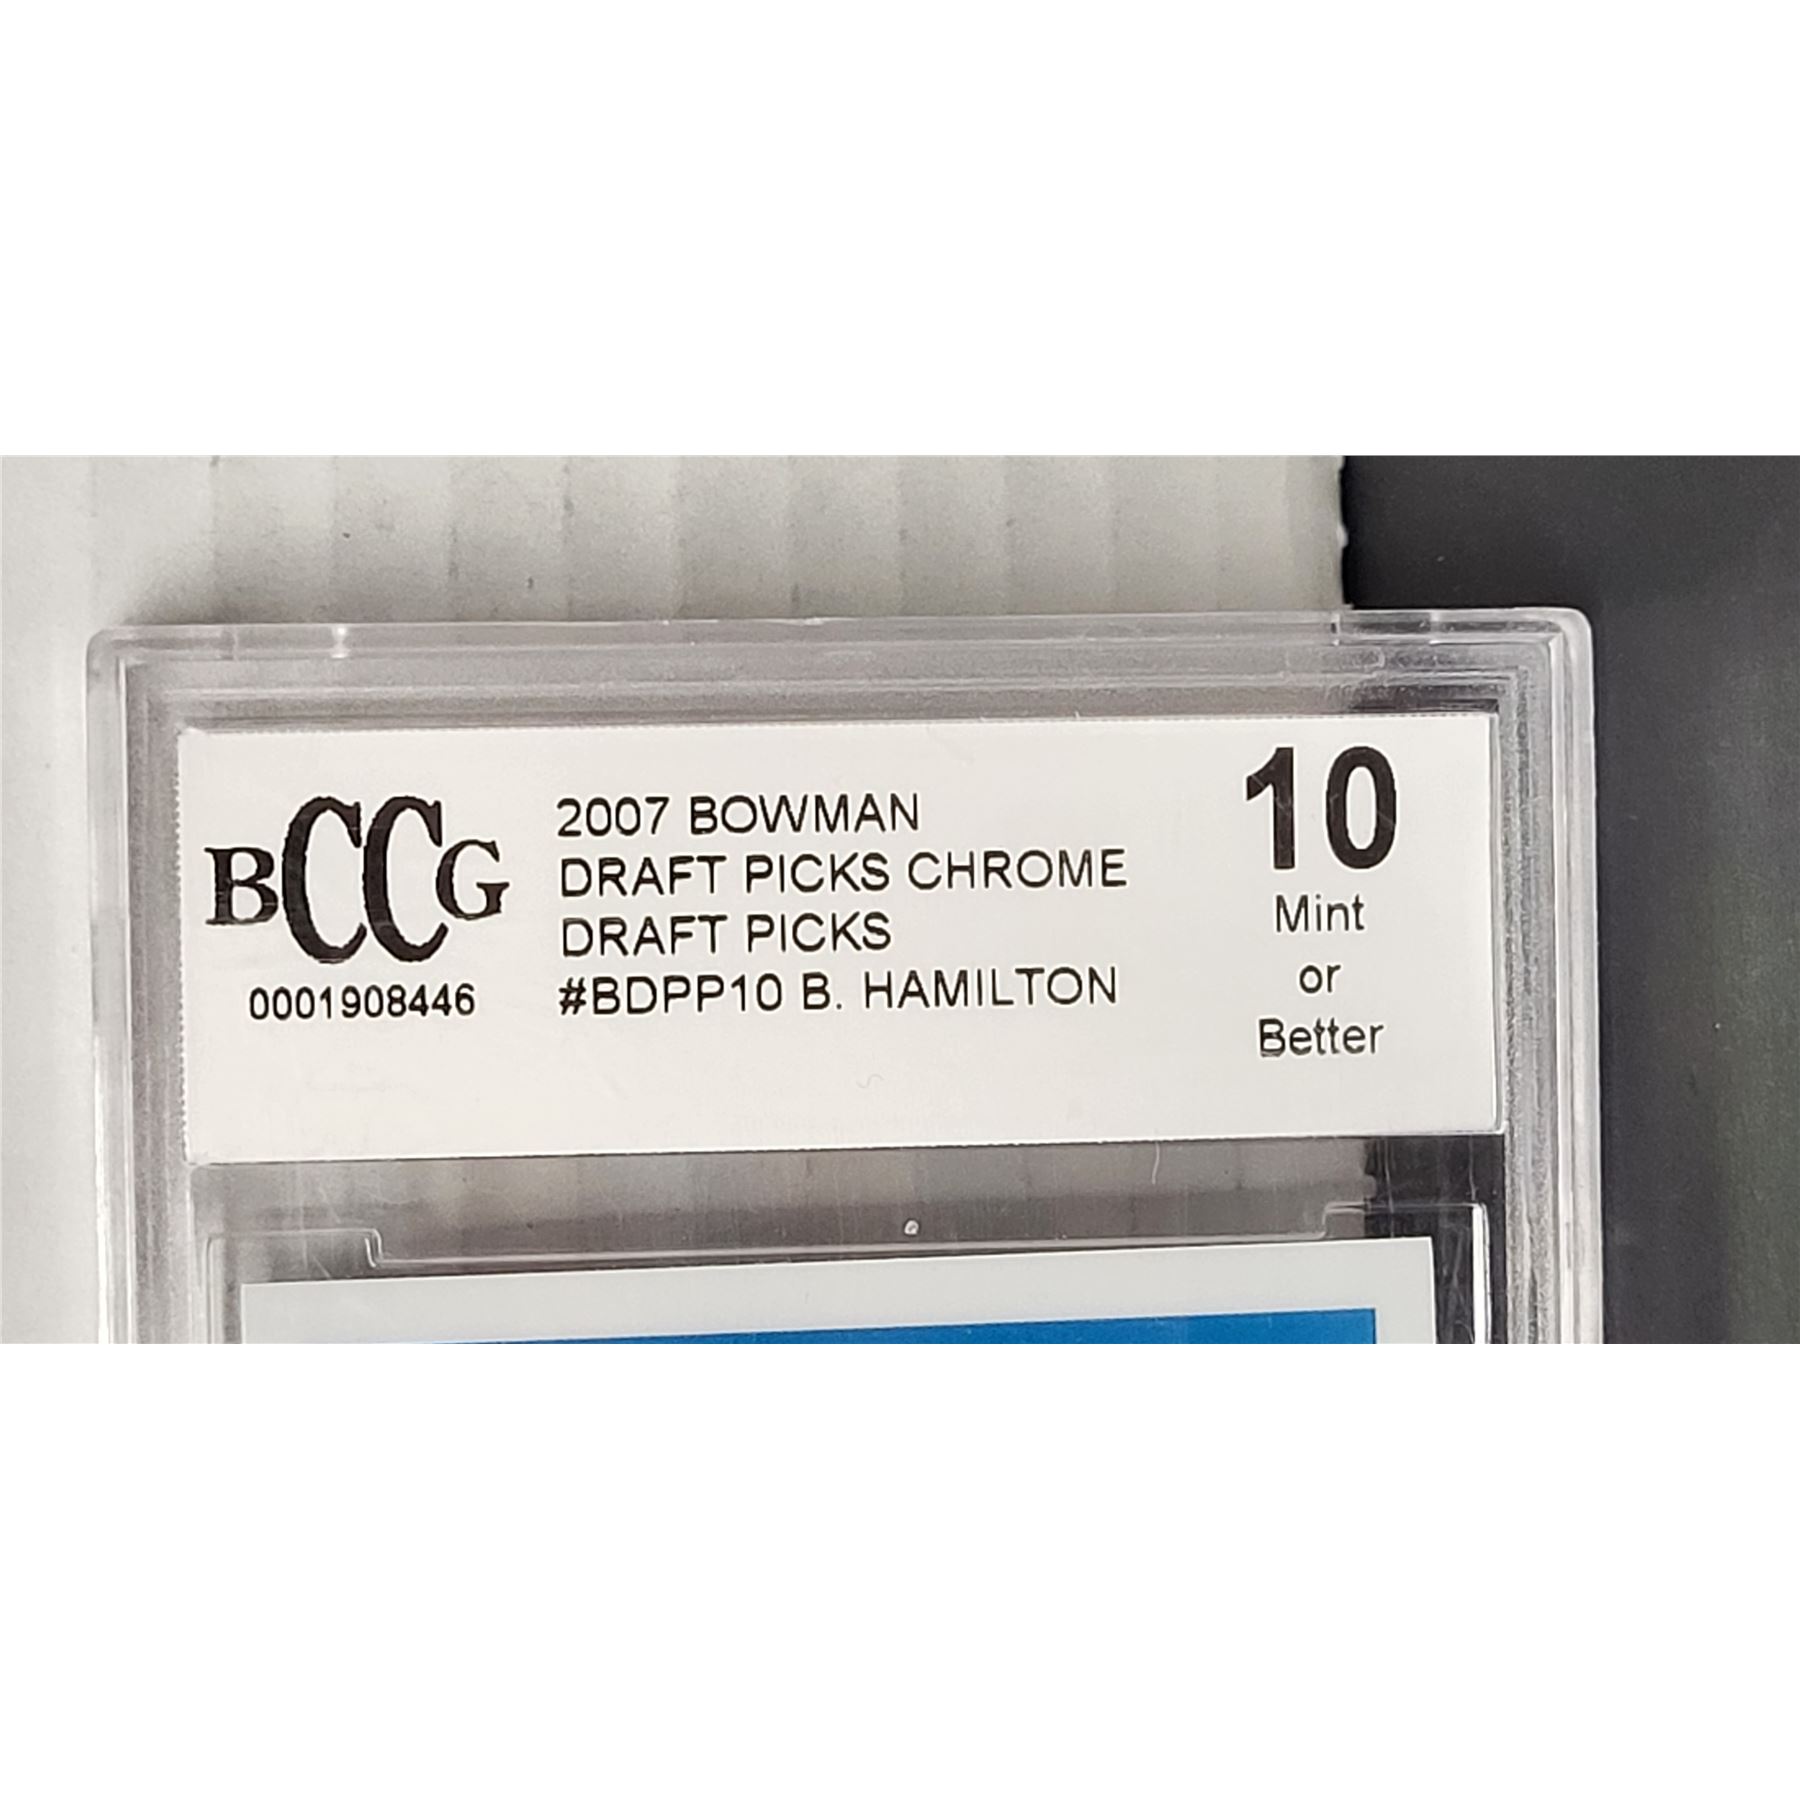 BCCG
0001908446
2007 BOWMAN
DRAFT PICKS CHROME
DRAFT PICKS
#BDPP10 B. HAMILTON
10
Mint
or
Better